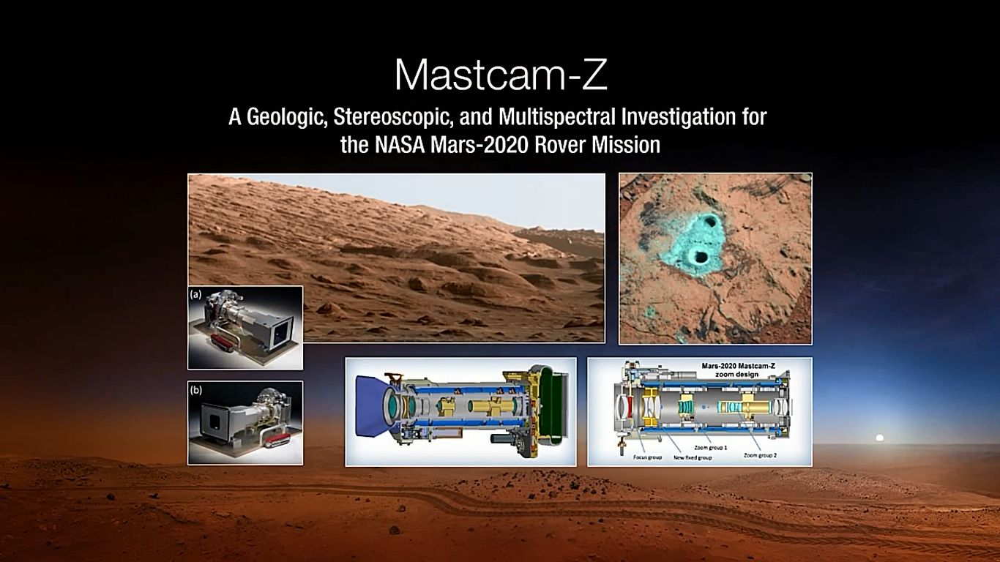 Mastcam-Z
A Geologic, Stereoscopic, and Multispectral Investigation for
the NASA Mars-2020 Rover Mission
(a)
(b)
Mars-2020 Mastcam-Z
zoom design
Zoom group 1
Focus group
New fixed group
Zoom group 2